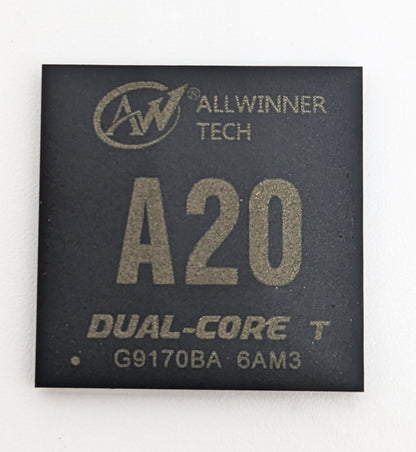 AW ®ALLWINNER
TECH
A20
DUAL-CORE T
G9170BA 6AM3